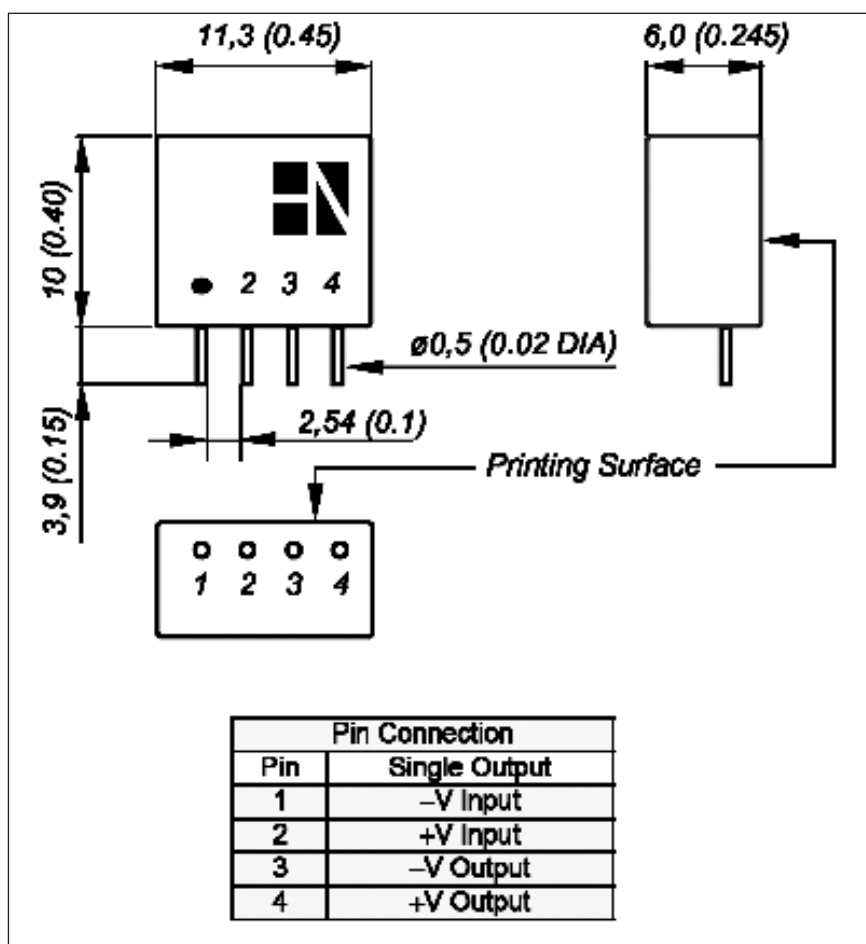 11,3 (0.45)
6,0 (0.245)
10 (0.40)
2 3 4
ø0,5 (0.02 DIA)
3,9 (0.15)
2,54 (0.1)
Printing Surface
1 2 3 4
Pin Connection
Pin Single Output
1 –V Input
2 +V Input
3 –V Output
4 +V Output